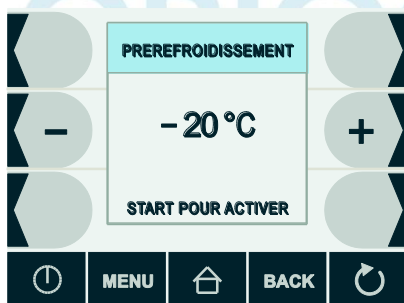 PREREFROIDISSEMENT
– 20 °C
– +
START POUR ACTIVER
MENU BACK